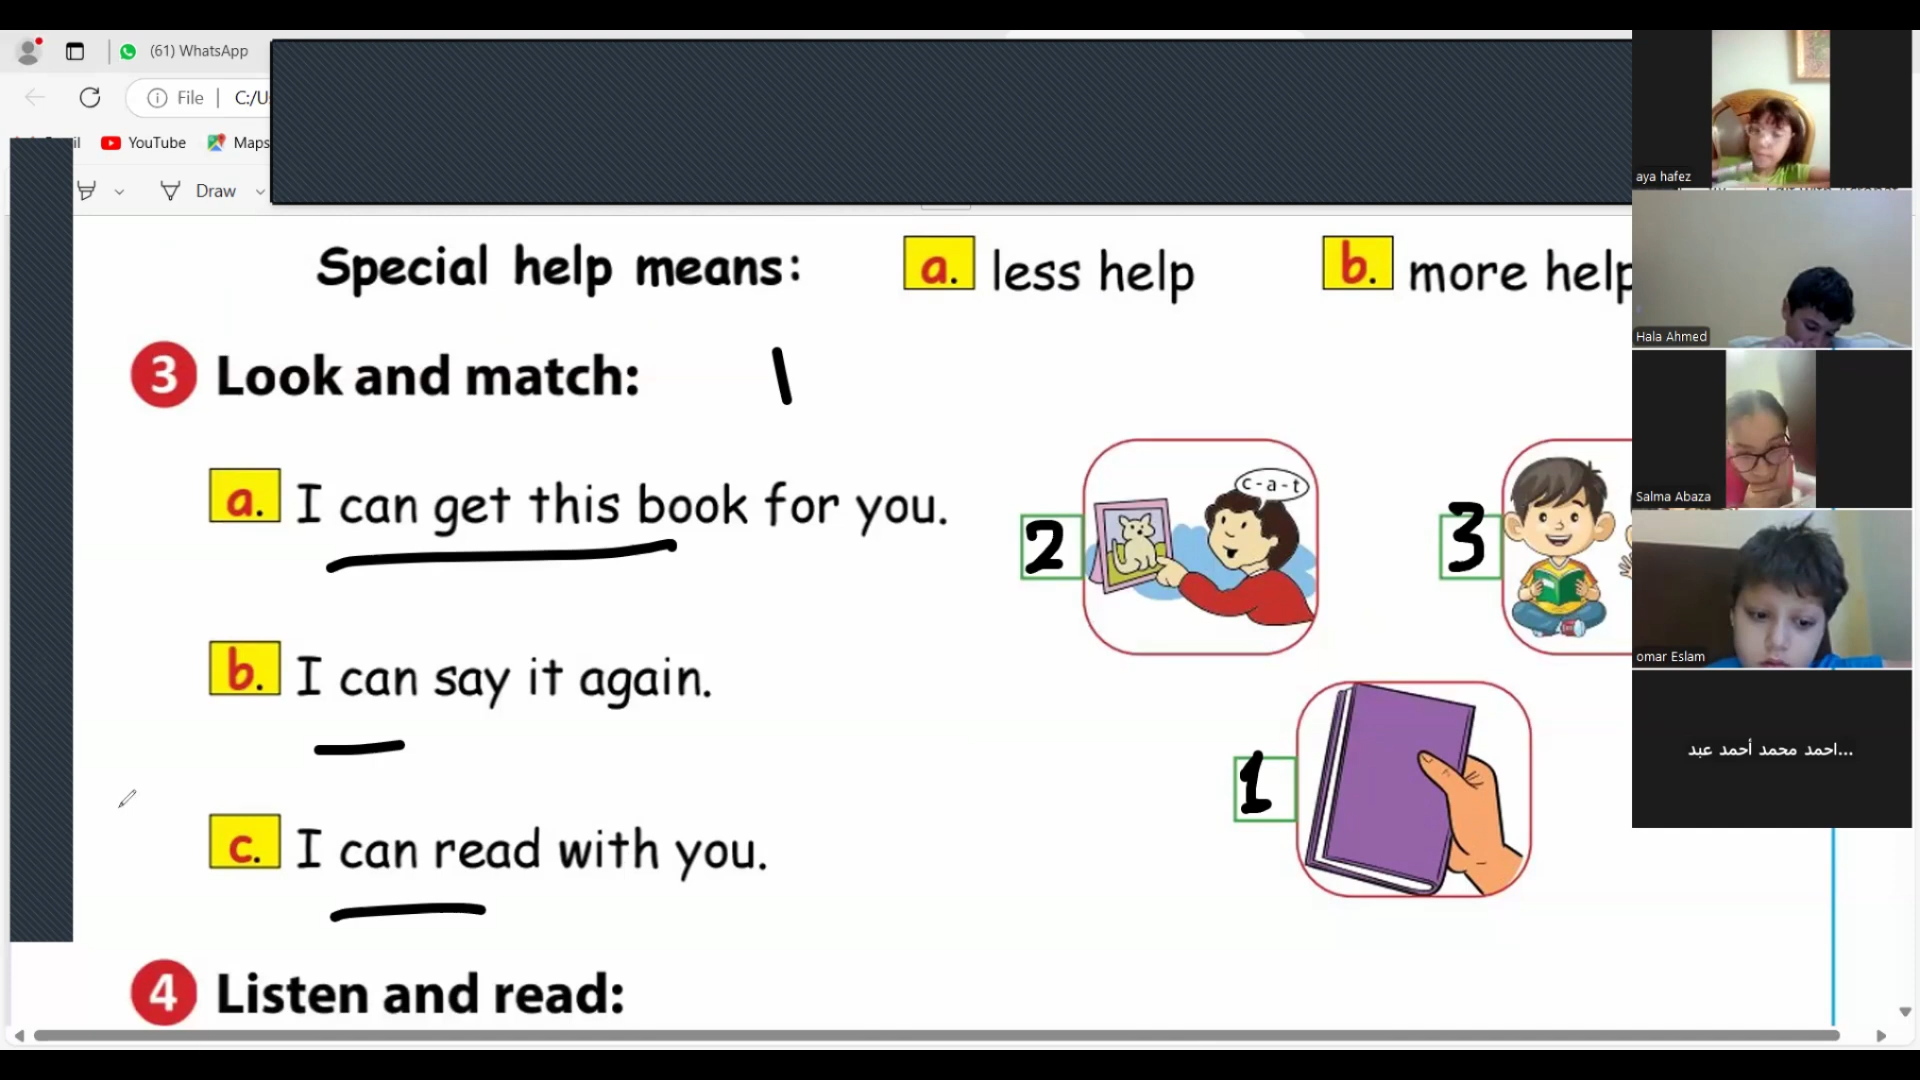 (61) WhatsApp
File | C:/U
il YouTube Maps
Draw
Special help means: a. less help b. more help
3 Look and match: \
a. I can get this book for you.
b. I can say it again.
c. I can read with you.
2 c-a-t 3
1
4 Listen and read:
aya hafez
Hala Ahmed
Salma Abaza
omar Eslam
احمد محمد أحمد عبد...